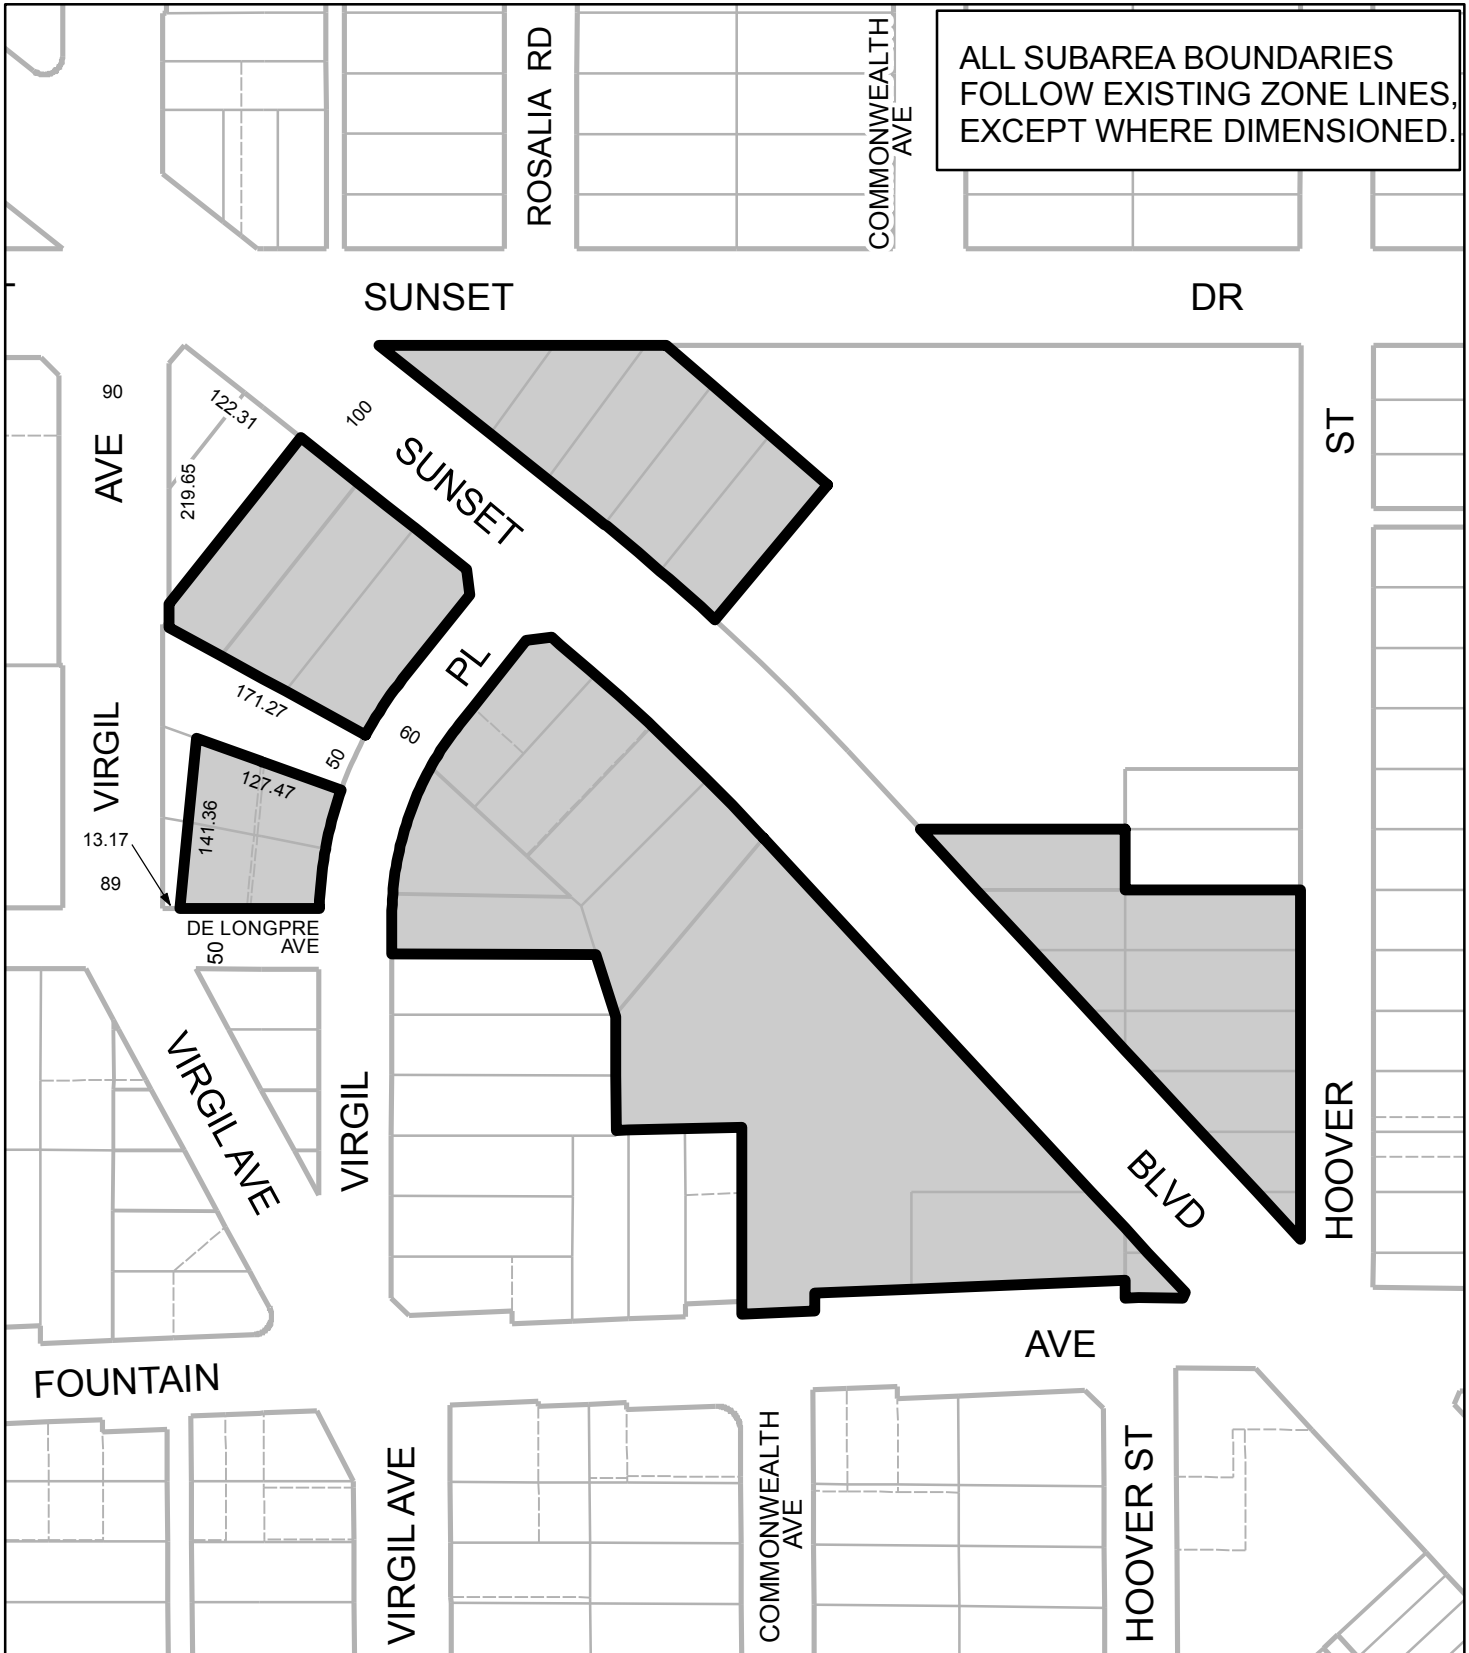 ROSALIA RD
COMMONWEALTH
AVE
ALL SUBAREA BOUNDARIES
FOLLOW EXISTING ZONE LINES,
EXCEPT WHERE DIMENSIONED.
SUNSET
DR
90
122.31
100
AVE
219.65
SUNSET
ST
PL
171.27
60
50
VIRGIL
127.47
141.36
13.17
89
DE LONGPRE
AVE
50
VIRGIL AVE
VIRGIL
BLVD
HOOVER
AVE
FOUNTAIN
VIRGIL AVE
COMMONWEALTH
AVE
HOOVER ST